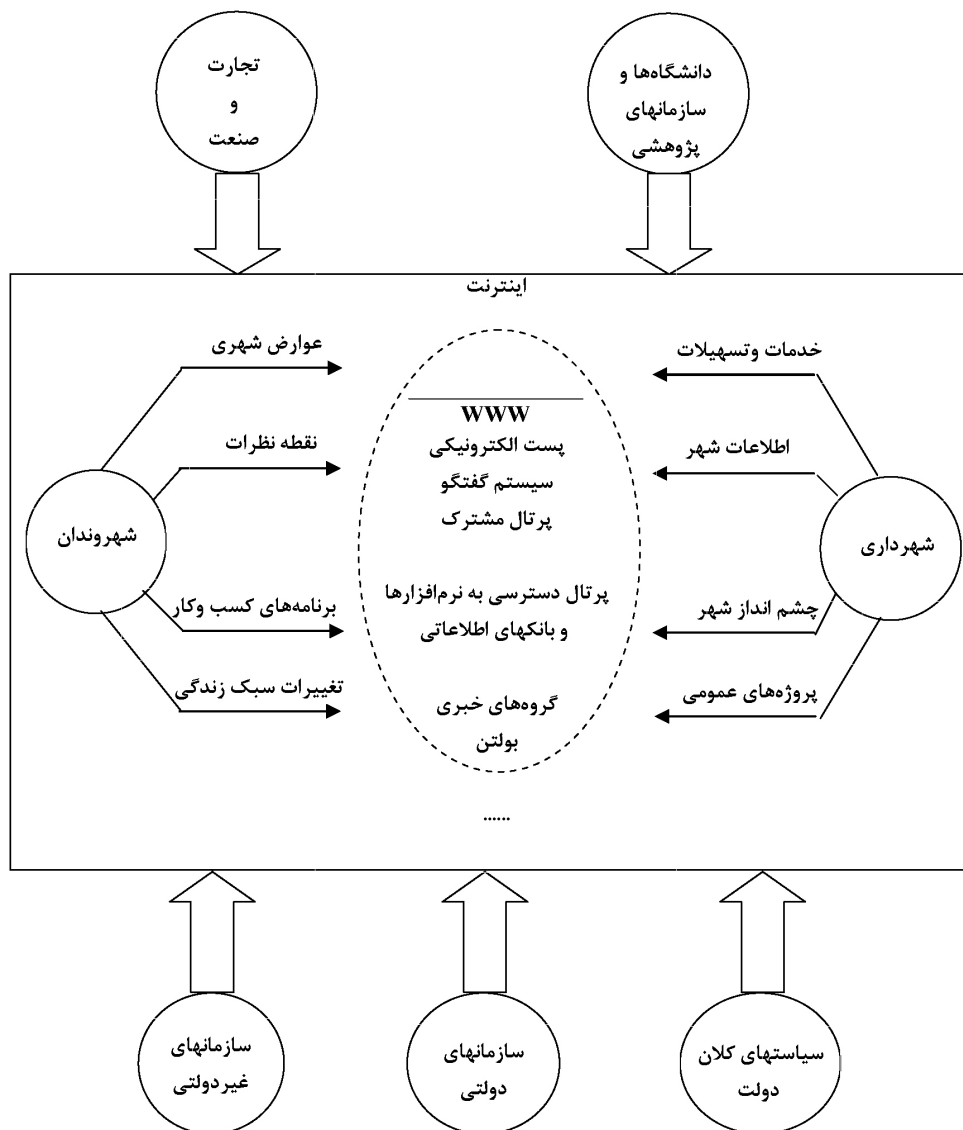 دانشگاه‌ها و
سازمانهای
پژوهشی
تجارت
و
صنعت
اینترنت
خدمات وتسهیلات
اطلاعات شهر
شهرداری
چشم انداز شهر
پروژه‌های عمومی
WWW
پست الکترونیکی
سیستم گفتگو
پرتال مشترک
پرتال دسترسی به نرم‌افزارها
و بانکهای اطلاعاتی
گروه‌های خبری
بولتن
......
عوارض شهری
نقطه نظرات
شهروندان
برنامه‌های کسب وکار
تغییرات سبک زندگی
سیاستهای کلان
دولت
سازمانهای
دولتی
سازمانهای
غیردولتی